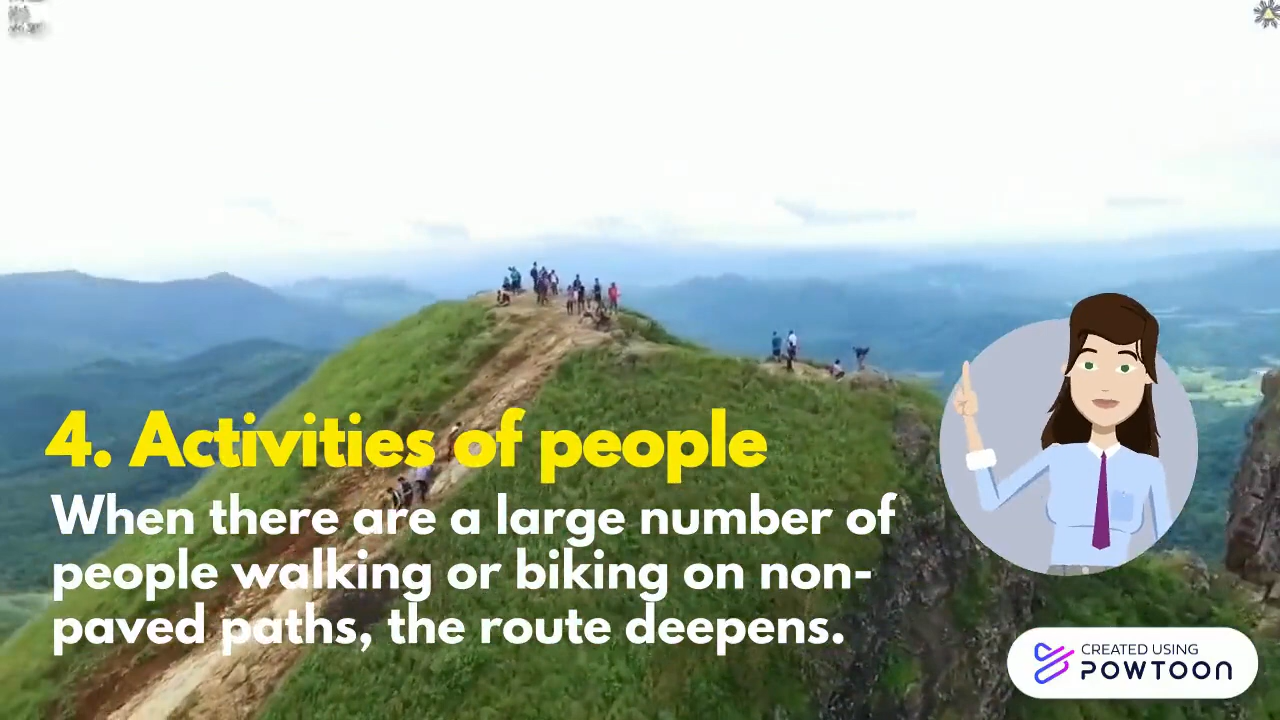 4. Activities of people
When there are a large number of
people walking or biking on non-
paved paths, the route deepens.
CREATED USING
POWTOON